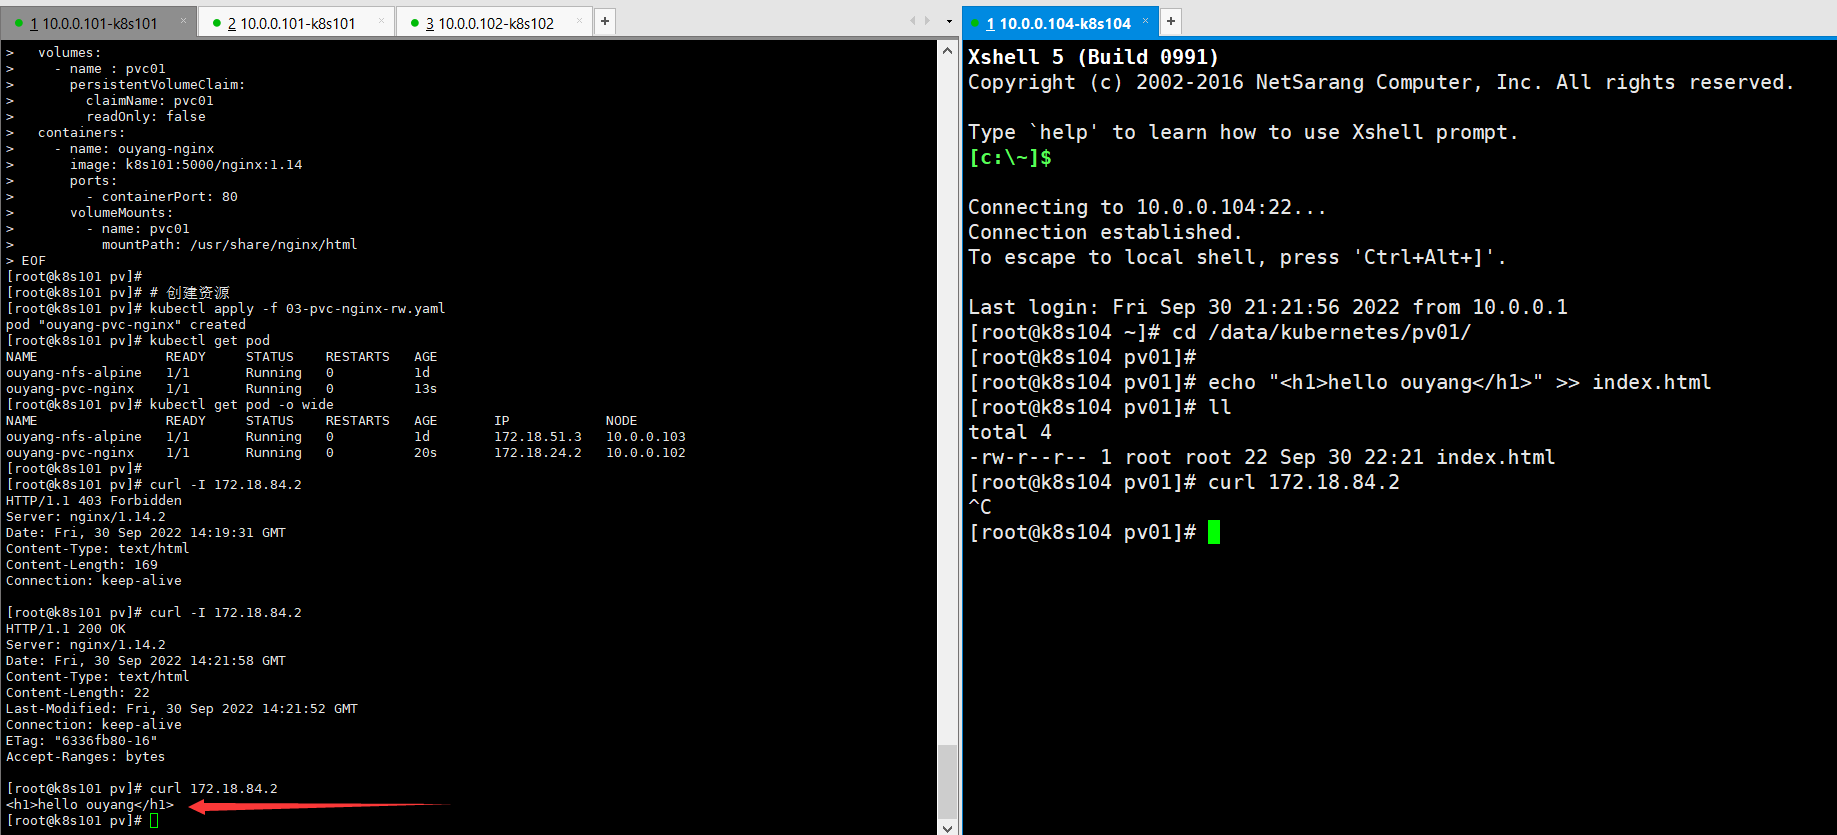 1 10.0.0.101-k8s101 ×
2 10.0.0.101-k8s101 ×
3 10.0.0.102-k8s102 ×
+
>   volumes:
>     - name : pvc01
>       persistentVolumeClaim:
>         claimName: pvc01
>         readOnly: false
>   containers:
>     - name: ouyang-nginx
>       image: k8s101:5000/nginx:1.14
>       ports:
>         - containerPort: 80
>       volumeMounts:
>         - name: pvc01
>           mountPath: /usr/share/nginx/html
> EOF
[root@k8s101 pv]#
[root@k8s101 pv]# # 创建资源
[root@k8s101 pv]# kubectl apply -f 03-pvc-nginx-rw.yaml
pod "ouyang-pvc-nginx" created
[root@k8s101 pv]# kubectl get pod
NAME                READY     STATUS    RESTARTS   AGE
ouyang-nfs-alpine   1/1       Running   0          1d
ouyang-pvc-nginx    1/1       Running   0          13s
[root@k8s101 pv]# kubectl get pod -o wide
NAME                READY     STATUS    RESTARTS   AGE       IP            NODE
ouyang-nfs-alpine   1/1       Running   0          1d        172.18.51.3   10.0.0.103
ouyang-pvc-nginx    1/1       Running   0          20s       172.18.24.2   10.0.0.102
[root@k8s101 pv]#
[root@k8s101 pv]# curl -I 172.18.84.2
HTTP/1.1 403 Forbidden
Server: nginx/1.14.2
Date: Fri, 30 Sep 2022 14:19:31 GMT
Content-Type: text/html
Content-Length: 169
Connection: keep-alive
[root@k8s101 pv]# curl -I 172.18.84.2
HTTP/1.1 200 OK
Server: nginx/1.14.2
Date: Fri, 30 Sep 2022 14:21:58 GMT
Content-Type: text/html
Content-Length: 22
Last-Modified: Fri, 30 Sep 2022 14:21:52 GMT
Connection: keep-alive
ETag: "6336fb80-16"
Accept-Ranges: bytes
[root@k8s101 pv]# curl 172.18.84.2
<h1>hello ouyang</h1>
[root@k8s101 pv]#
1 10.0.0.104-k8s104 ×
+
Xshell 5 (Build 0991)
Copyright (c) 2002-2016 NetSarang Computer, Inc. All rights reserved.
Type `help' to learn how to use Xshell prompt.
[c:\~]$
Connecting to 10.0.0.104:22...
Connection established.
To escape to local shell, press 'Ctrl+Alt+]'.
Last login: Fri Sep 30 21:21:56 2022 from 10.0.0.1
[root@k8s104 ~]# cd /data/kubernetes/pv01/
[root@k8s104 pv01]#
[root@k8s104 pv01]# echo "<h1>hello ouyang</h1>" >> index.html
[root@k8s104 pv01]# ll
total 4
-rw-r--r-- 1 root root 22 Sep 30 22:21 index.html
[root@k8s104 pv01]# curl 172.18.84.2
^C
[root@k8s104 pv01]#